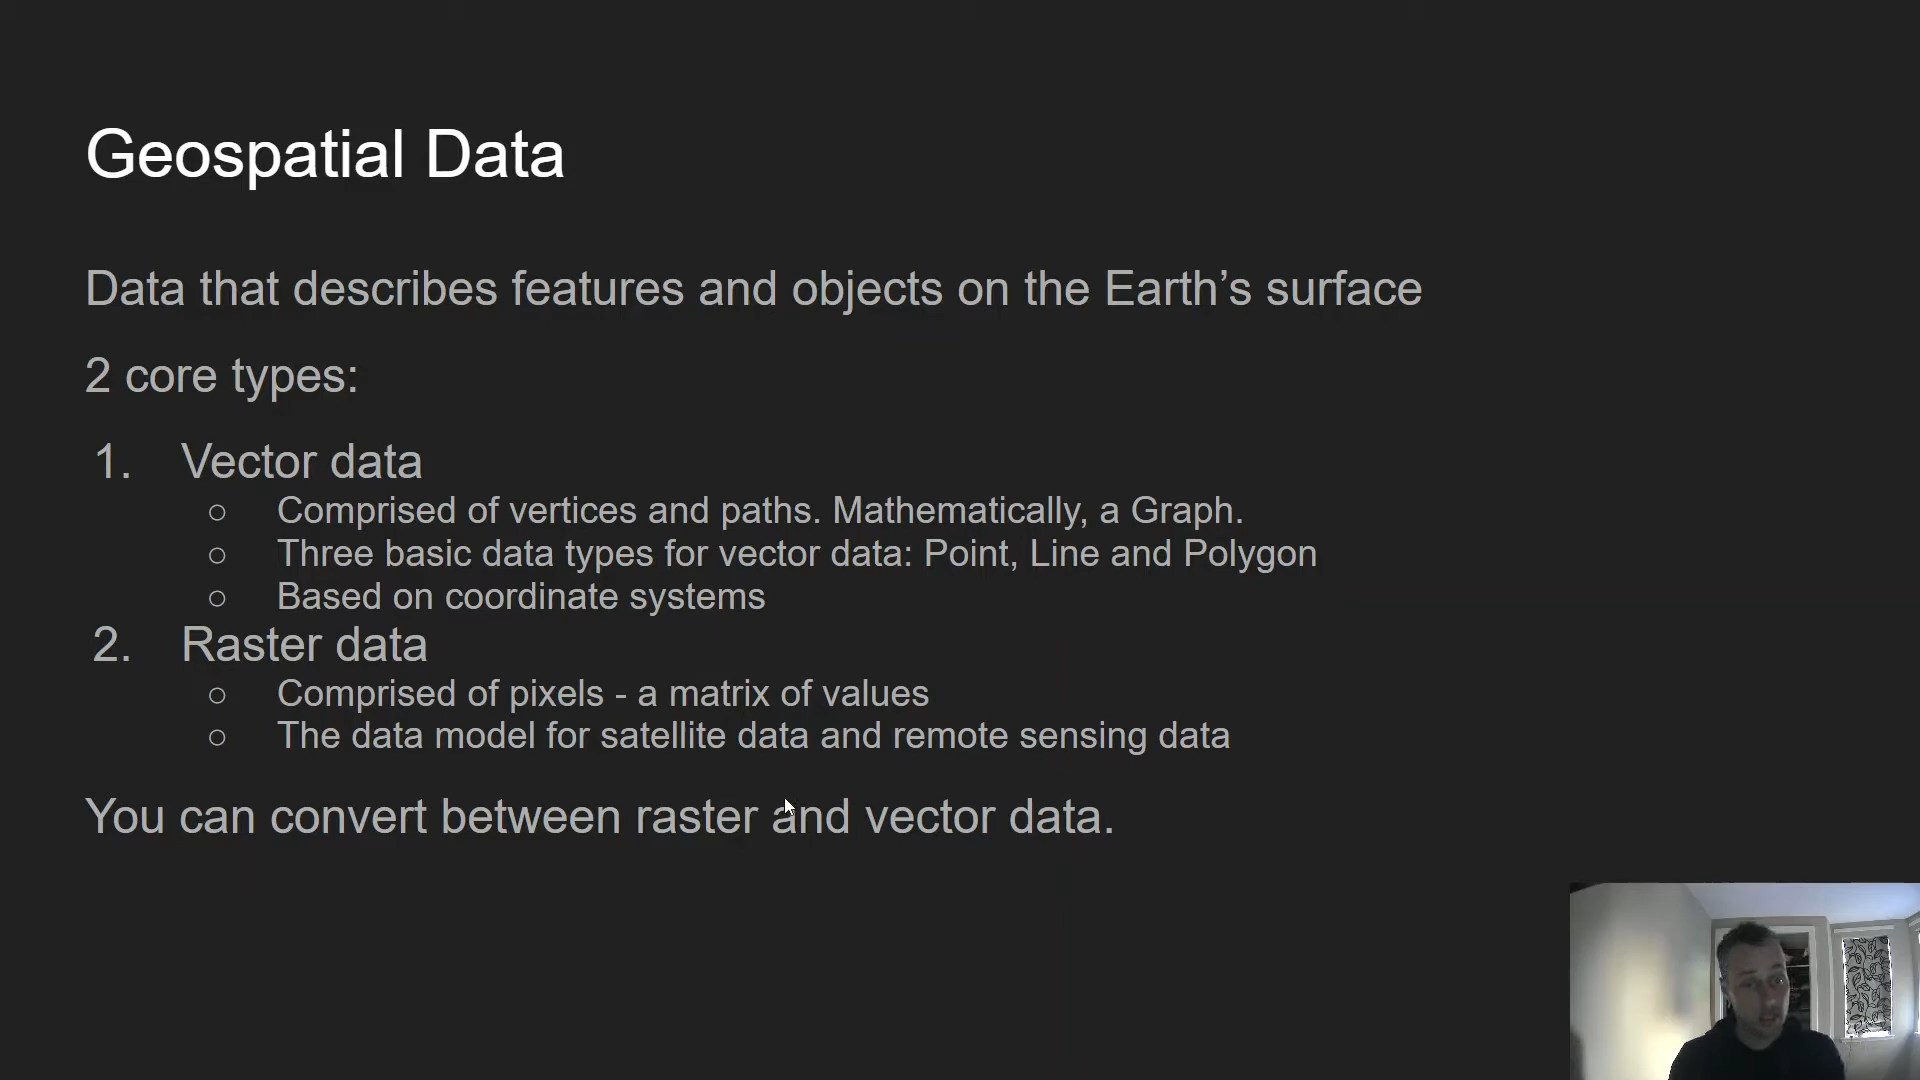 Geospatial Data
Data that describes features and objects on the Earth’s surface
2 core types:
1. Vector data
○ Comprised of vertices and paths. Mathematically, a Graph.
○ Three basic data types for vector data: Point, Line and Polygon
○ Based on coordinate systems
2. Raster data
○ Comprised of pixels - a matrix of values
○ The data model for satellite data and remote sensing data
You can convert between raster and vector data.